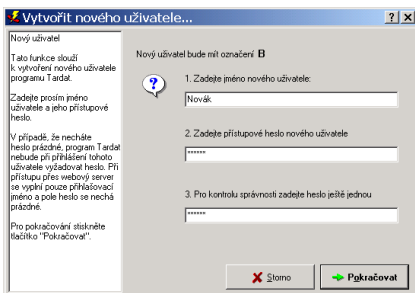 Vytvořit nového uživatele...
Nový uživatel
Tato funkce slouží
k vytvoření nového uživatele
programu Tardat.
Zadejte prosím jméno
uživatele a jeho přístupové
heslo.
V případě, že necháte
heslo prázdné, program Tardat
nebude při přihlášení tohoto
uživatele vyžadovat heslo. Při
přístupu přes webový server
se vyplní pouze přihlašovací
jméno a pole heslo se nechá
prázdné.
Pro pokračování stiskněte
tlačítko "Pokračovat".
Nový uživatel bude mít označení B
1. Zadejte jméno nového uživatele:
Novák
2. Zadejte přístupové heslo nového uživatele
******
3. Pro kontrolu správnosti zadejte heslo ještě jednou
******
Storno
Pokračovat